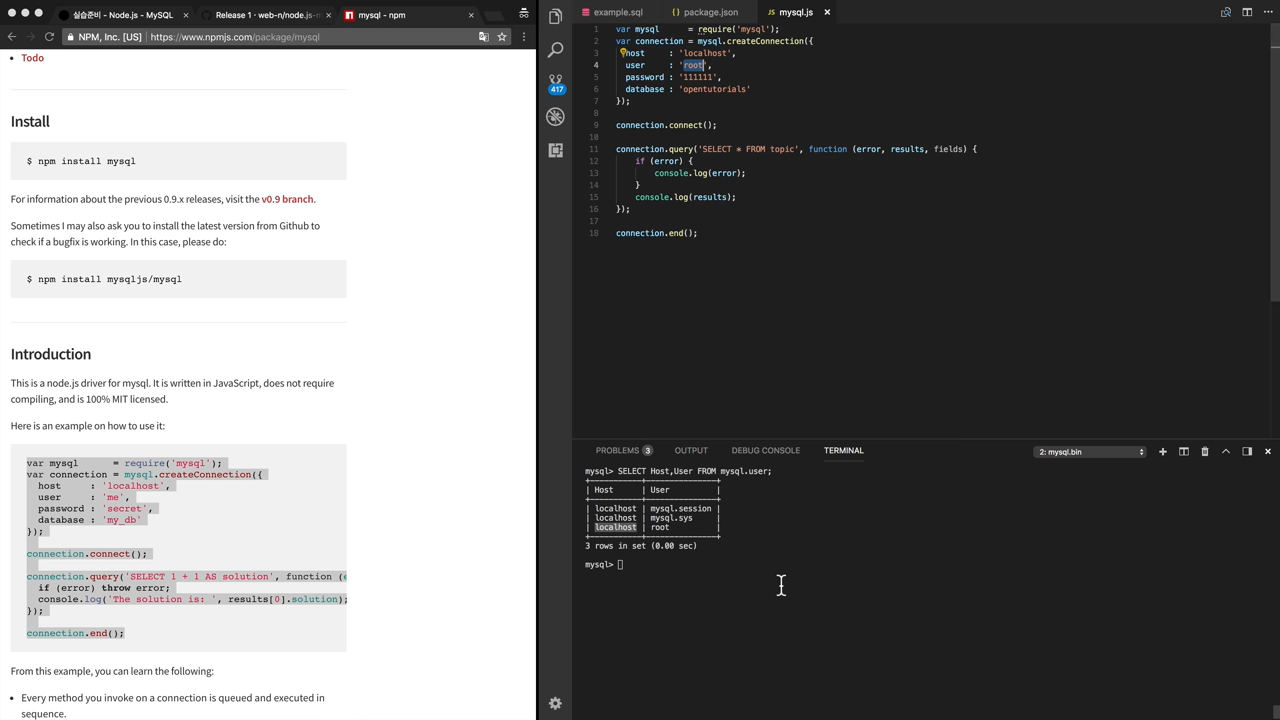 실습준비 - Node.js - MySQL
Release 1 · web-n/node.js-m
mysql - npm
NPM, Inc. [US] https://www.npmjs.com/package/mysql
Todo
Install
$ npm install mysql
For information about the previous 0.9.x releases, visit the v0.9 branch.
Sometimes I may also ask you to install the latest version from Github to
check if a bugfix is working. In this case, please do:
$ npm install mysqljs/mysql
Introduction
This is a node.js driver for mysql. It is written in JavaScript, does not require
compiling, and is 100% MIT licensed.
Here is an example on how to use it:
var mysql      = require('mysql');
var connection = mysql.createConnection({
  host     : 'localhost',
  user     : 'me',
  password : 'secret',
  database : 'my_db'
});
connection.connect();
connection.query('SELECT 1 + 1 AS solution', function (e
  if (error) throw error;
  console.log('The solution is: ', results[0].solution);
});
connection.end();
From this example, you can learn the following:
Every method you invoke on a connection is queued and executed in
sequence.
417
example.sql
package.json
mysql.js
1 var mysql      = require('mysql');
2 var connection = mysql.createConnection({
3   host     : 'localhost',
4   user     : 'root',
5   password : '111111',
6   database : 'opentutorials'
7 });
8
9 connection.connect();
10
11 connection.query('SELECT * FROM topic', function (error, results, fields) {
12     if (error) {
13         console.log(error);
14     }
15     console.log(results);
16 });
17
18 connection.end();
PROBLEMS 3 OUTPUT DEBUG CONSOLE TERMINAL 2: mysql.bin
mysql> SELECT Host,User FROM mysql.user;
+-----------+---------------+
| Host      | User          |
+-----------+---------------+
| localhost | mysql.session |
| localhost | mysql.sys     |
| localhost | root          |
+-----------+---------------+
3 rows in set (0.00 sec)
mysql>